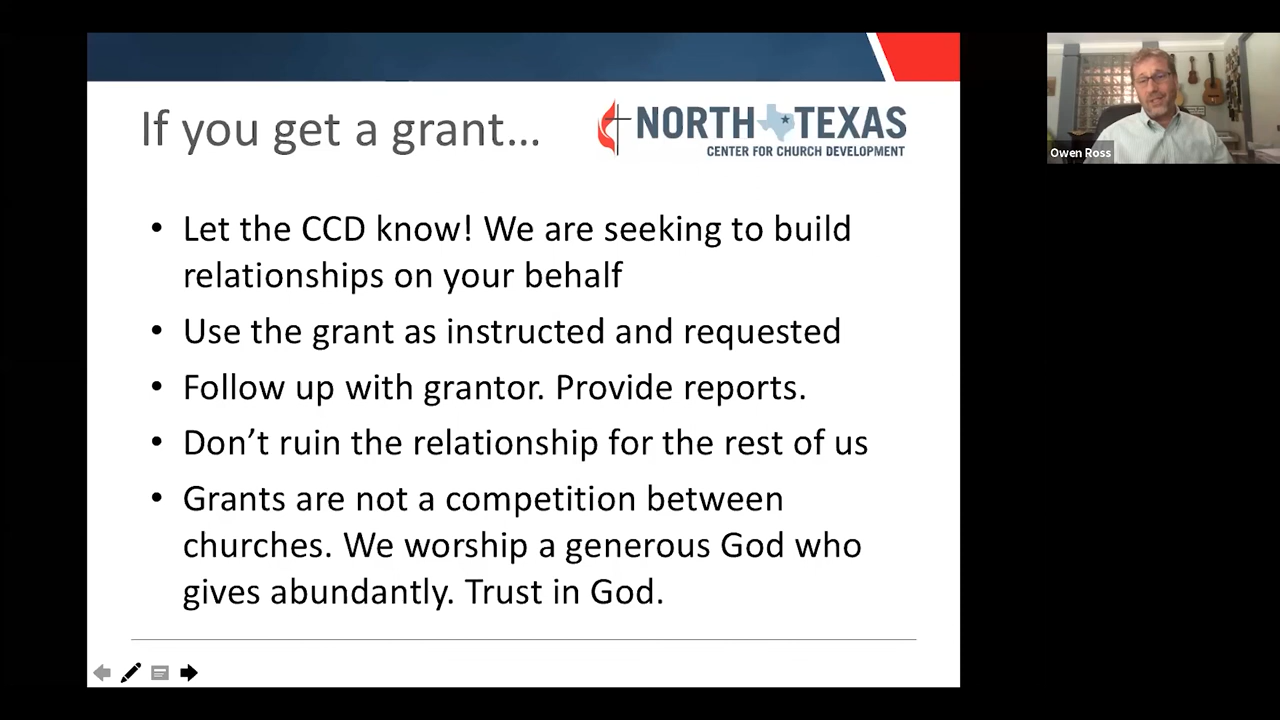 If you get a grant...
NORTH TEXAS
CENTER FOR CHURCH DEVELOPMENT
• Let the CCD know! We are seeking to build
relationships on your behalf
• Use the grant as instructed and requested
• Follow up with grantor. Provide reports.
• Don’t ruin the relationship for the rest of us
• Grants are not a competition between
churches. We worship a generous God who
gives abundantly. Trust in God.
Owen Ross